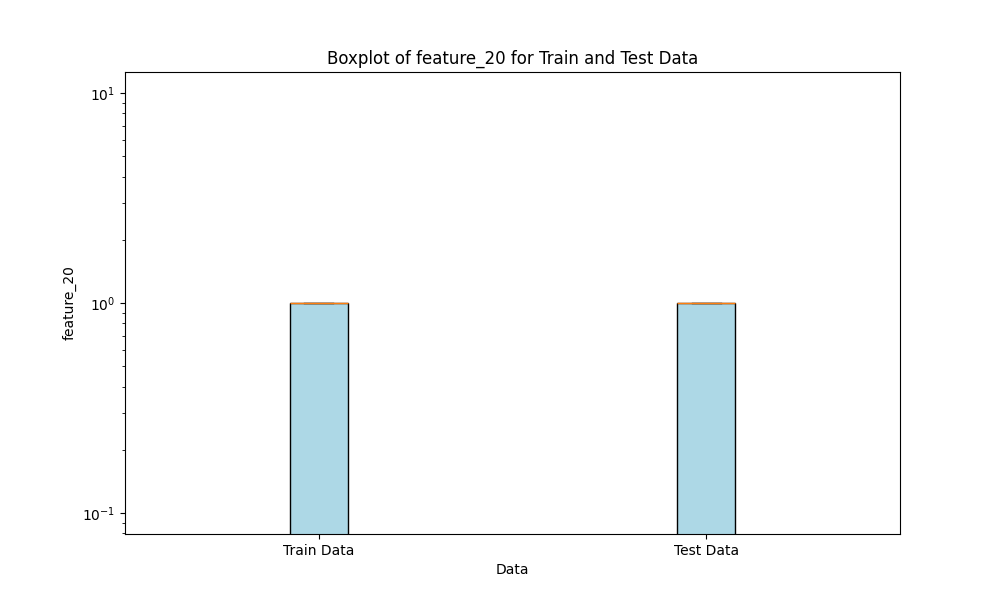 Boxplot of feature_20 for Train and Test Data
10¹
10⁰
10⁻¹
feature_20
Train Data
Test Data
Data